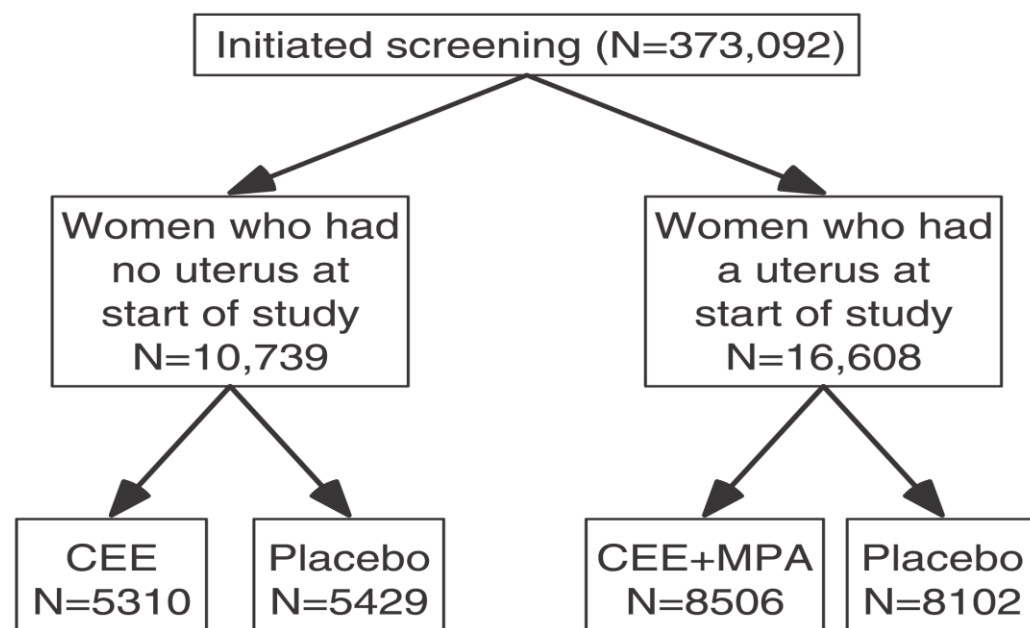 Initiated screening (N=373,092)
Women who had
no uterus at
start of study
N=10,739
Women who had
a uterus at
start of study
N=16,608
CEE
N=5310
Placebo
N=5429
CEE+MPA
N=8506
Placebo
N=8102